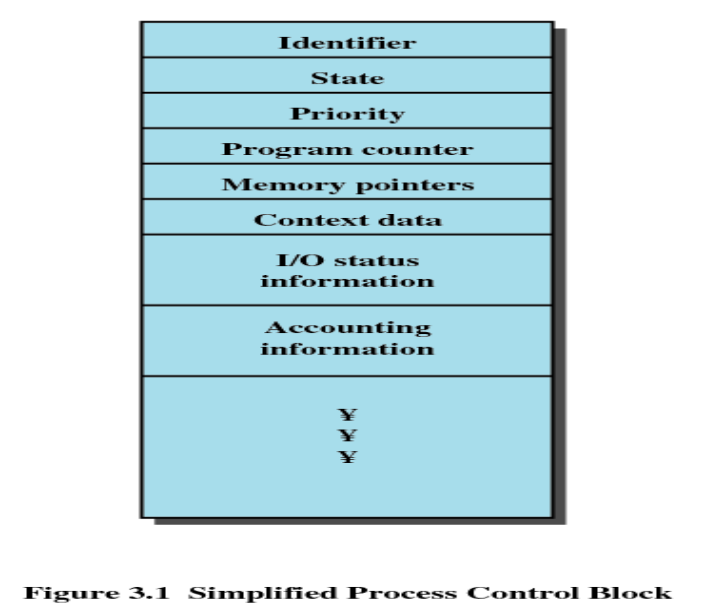 Identifier
State
Priority
Program counter
Memory pointers
Context data
I/O status
information
Accounting
information
¥
¥
¥
Figure 3.1 Simplified Process Control Block